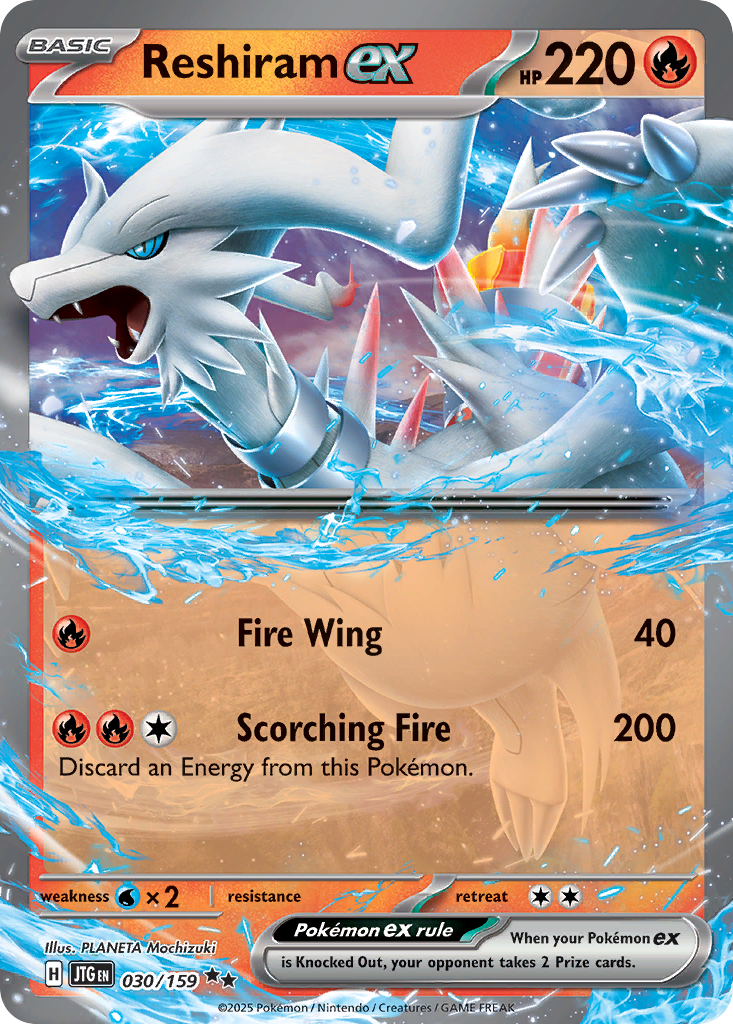 BASIC
Reshiram ex
HP 220
Fire Wing 40
Scorching Fire 200
Discard an Energy from this Pokémon.
weakness ×2 resistance retreat
Illus. PLANETA Mochizuki
Pokémon ex rule When your Pokémon ex
is Knocked Out, your opponent takes 2 Prize cards.
H JTG EN 030/159 ★★
©2025 Pokémon / Nintendo / Creatures / GAME FREAK